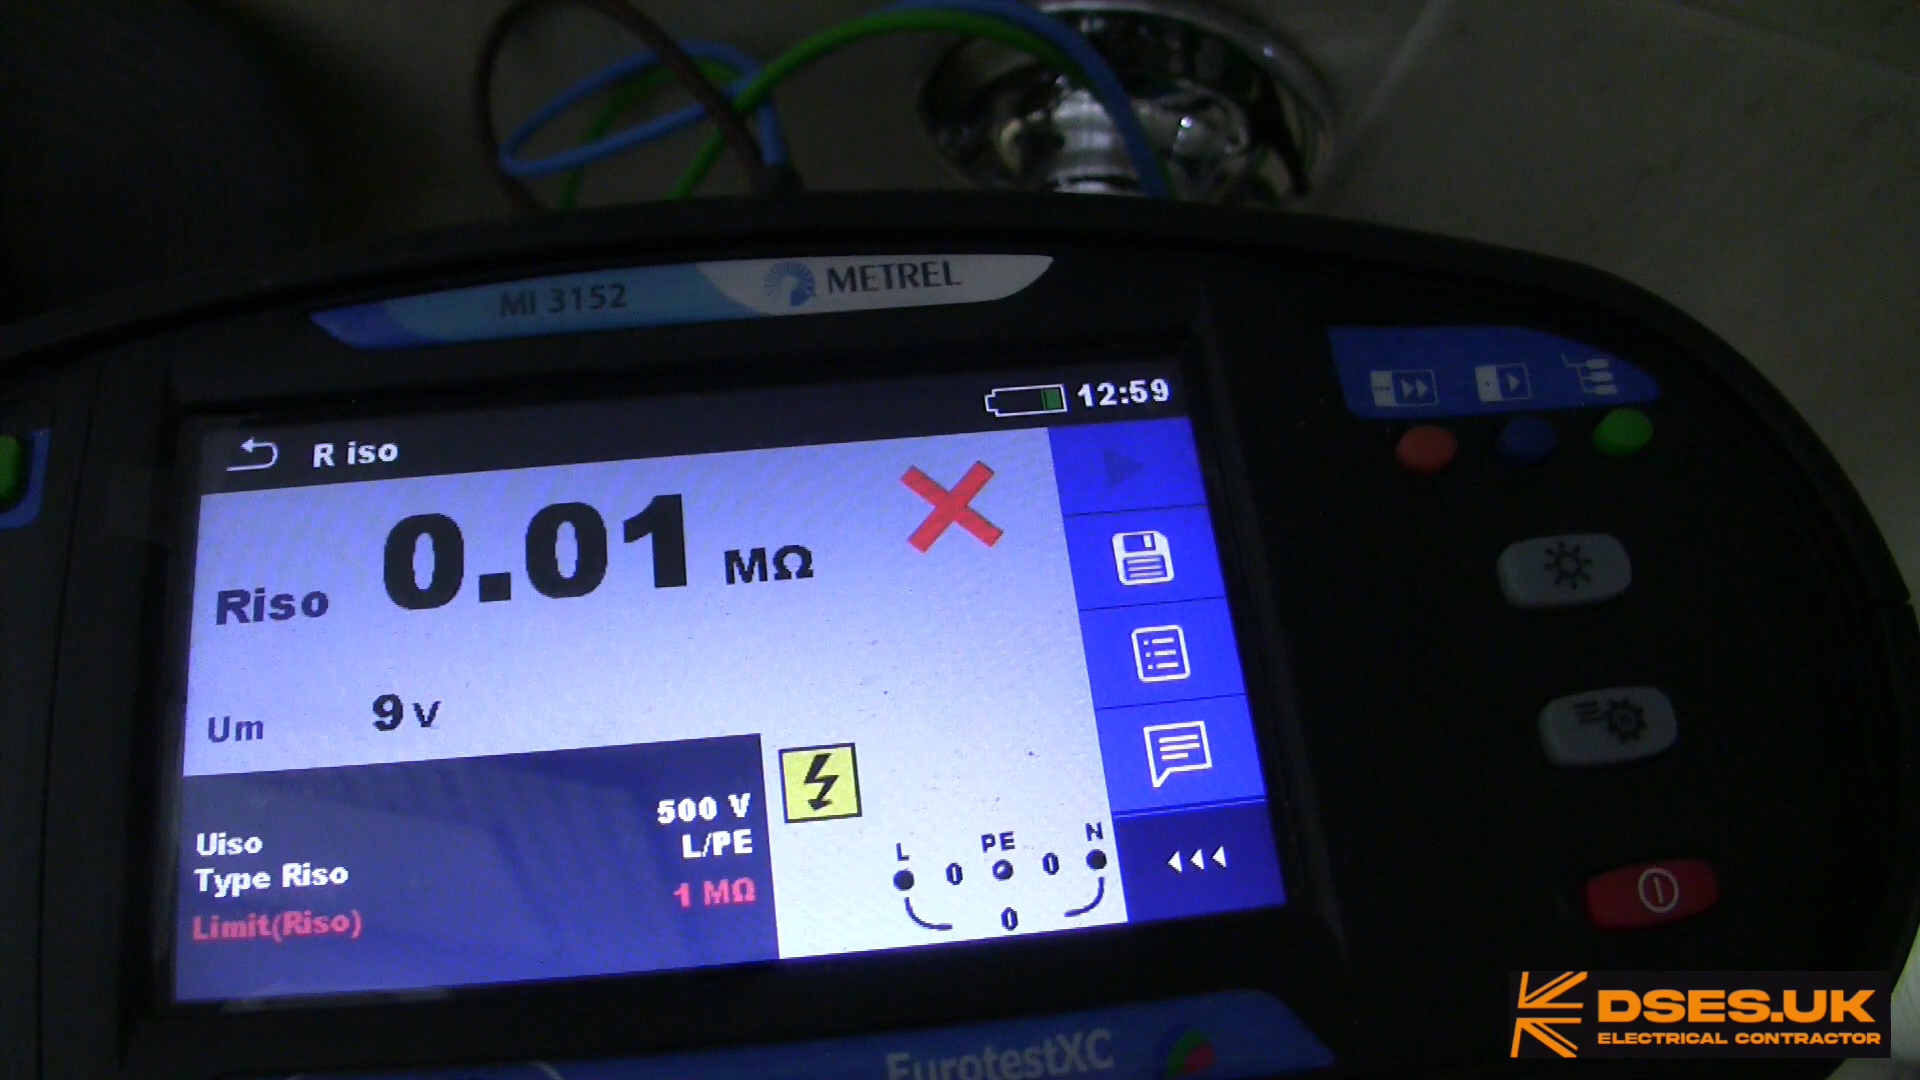 MI 3152
METREL
12:59
R iso
Riso 0.01 MΩ
Um 9 V
Uiso 500 V
Type Riso L/PE
Limit(Riso) 1 MΩ
L PE N
0 0
0
EurotestXC
DSES.UK
ELECTRICAL CONTRACTOR